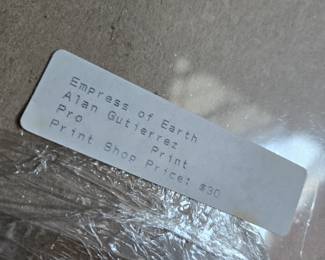 Empress of Earth
Alan Gutierrez
Pro Print
Print Shop Price: $30